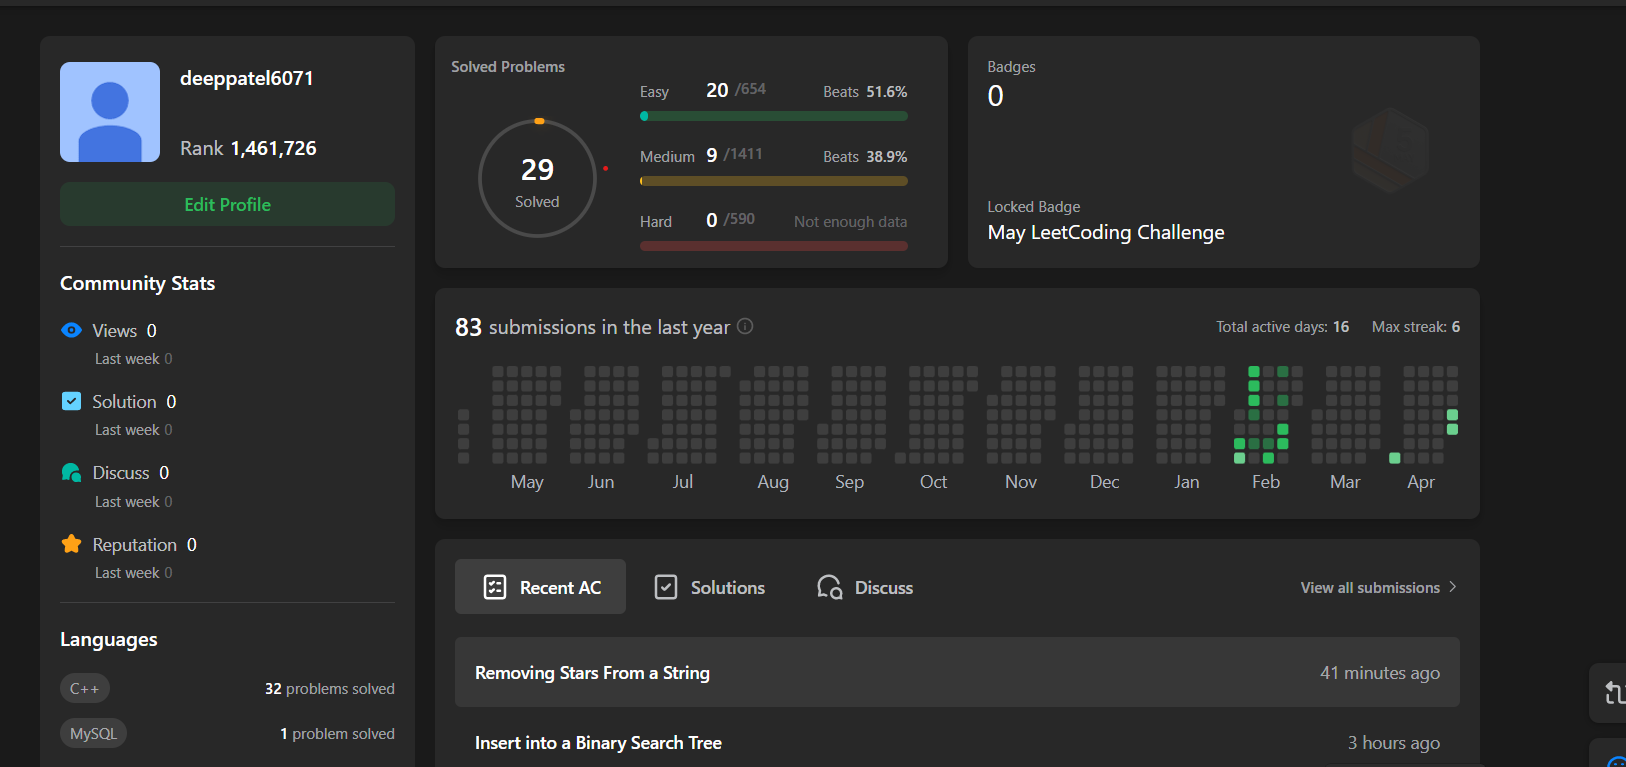 deeppatel6071
Rank 1,461,726
Edit Profile
Community Stats
Views 0
Last week 0
Solution 0
Last week 0
Discuss 0
Last week 0
Reputation 0
Last week 0
Languages
C++ 32 problems solved
MySQL 1 problem solved
Solved Problems
29
Solved
Easy 20 /654 Beats 51.6%
Medium 9 /1411 Beats 38.9%
Hard 0 /590 Not enough data
Badges
0
Locked Badge
May LeetCoding Challenge
83 submissions in the last year Total active days: 16 Max streak: 6
May Jun Jul Aug Sep Oct Nov Dec Jan Feb Mar Apr
Recent AC Solutions Discuss View all submissions
Removing Stars From a String 41 minutes ago
Insert into a Binary Search Tree 3 hours ago